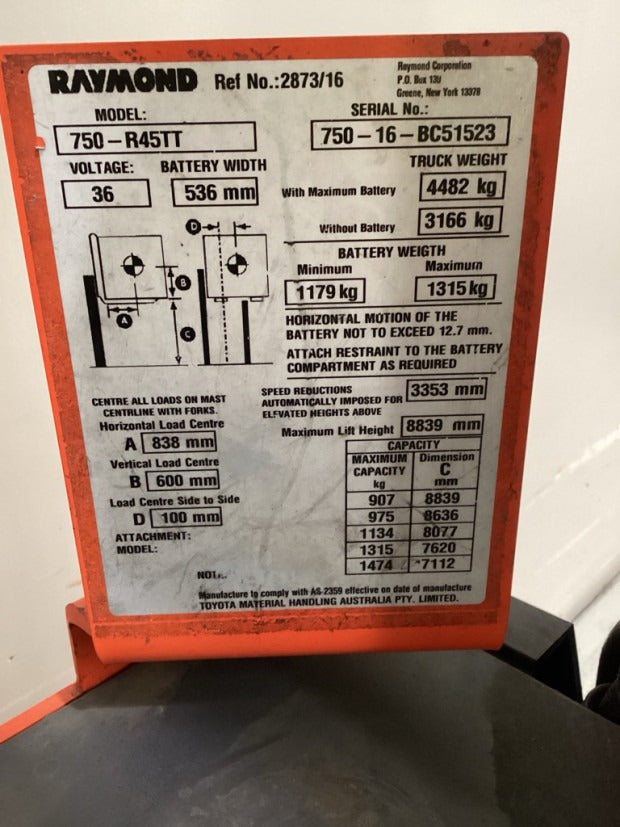 RAYMOND Ref No.:2873/16
Raymond Corporation
P.O. Box 130
Greene, New York 13378
MODEL:
750-R45TT
SERIAL No.:
750-16-BC51523
VOLTAGE:
36
BATTERY WIDTH
536 mm
TRUCK WEIGHT
With Maximum Battery 4482 kg
Without Battery 3166 kg
D
B
A
C
BATTERY WEIGTH
Minimum Maximum
1179 kg 1315 kg
HORIZONTAL MOTION OF THE
BATTERY NOT TO EXCEED 12.7 mm.
ATTACH RESTRAINT TO THE BATTERY
COMPARTMENT AS REQUIRED
SPEED REDUCTIONS
AUTOMATICALLY IMPOSED FOR
ELEVATED HEIGHTS ABOVE
3353 mm
Maximum Lift Height 8839 mm
CENTRE ALL LOADS ON MAST
CENTRLINE WITH FORKS.
Horizontal Load Centre
A 838 mm
Vertical Load Centre
B 600 mm
Load Centre Side to Side
D 100 mm
ATTACHMENT:
MODEL:
CAPACITY
MAXIMUM CAPACITY kg
Dimension C mm
907 8839
975 8636
1134 8077
1315 7620
1474 7112
Manufacture to comply with AS-2359 effective on date of manufacture
TOYOTA MATERIAL HANDLING AUSTRALIA PTY. LIMITED.